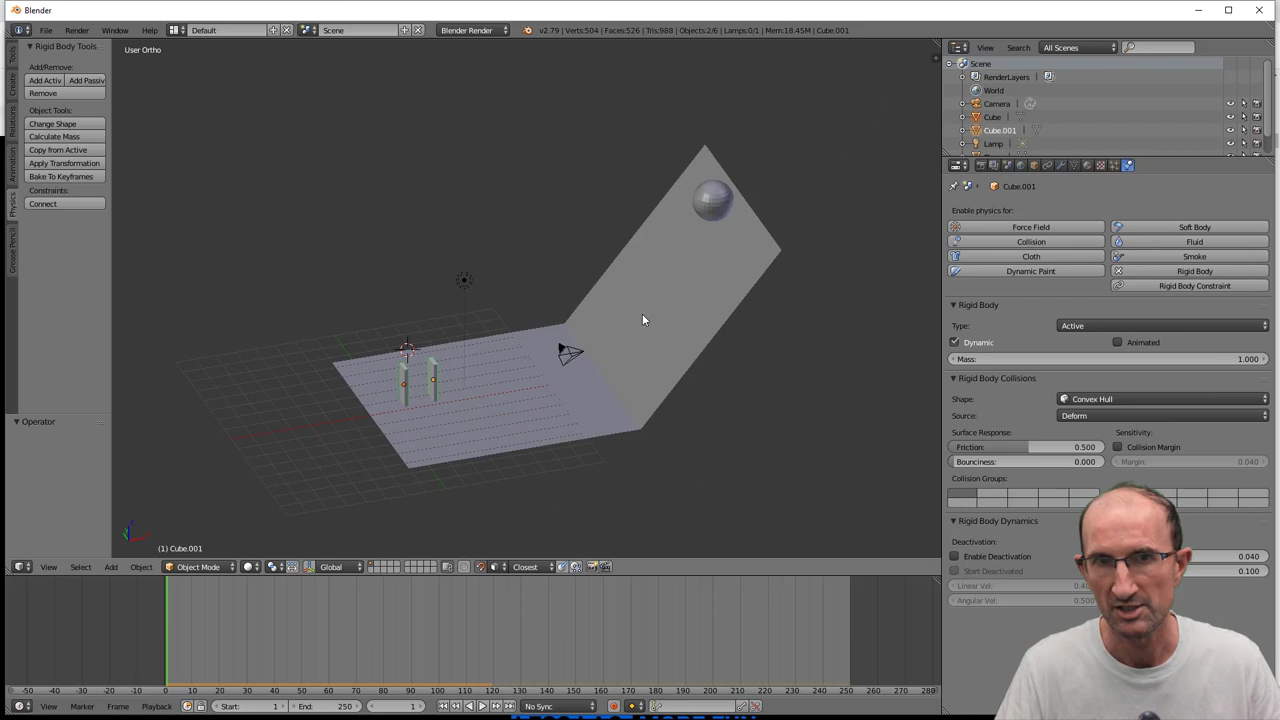 Blender
File Render Window Help Default Scene Blender Render v2.79 | Verts:504 | Faces:526 | Tris:988 | Objects:2/6 | Lamps:0/1 | Mem:18.45M | Cube.001
Rigid Body Tools
Add/Remove:
Add Activ Add Passiv
Remove
Object Tools:
Change Shape
Calculate Mass
Copy from Active
Apply Transformation
Bake To Keyframes
Constraints:
Connect
Operator
Tools
Create
Relations
Animation
Physics
Grease Pencil
User Ortho
(1) Cube.001
View Select Add Object Object Mode Global Closest
-50 -40 -30 -20 -10 0 10 20 30 40 50 60 70 80 90 100 110 120 130 140 150 160 170 180 190 200 210 220 230 240 250 260 270 280
View Marker Frame Playback Start: 1 End: 250 1 No Sync
View Search All Scenes
Scene
RenderLayers
World
Camera
Cube
Cube.001
Lamp
Cube.001
Enable physics for:
Force Field Soft Body
Collision Fluid
Cloth Smoke
Dynamic Paint Rigid Body
Rigid Body Constraint
Rigid Body
Type: Active
Dynamic Animated
Mass: 1.000
Rigid Body Collisions
Shape: Convex Hull
Source: Deform
Surface Response: Sensitivity:
Friction: 0.500 Collision Margin
Bounciness: 0.000 Margin: 0.040
Collision Groups:
Rigid Body Dynamics
Deactivation:
Enable Deactivation 0.040
Start Deactivated 0.100
Linear Vel:
Angular Vel: 0.500